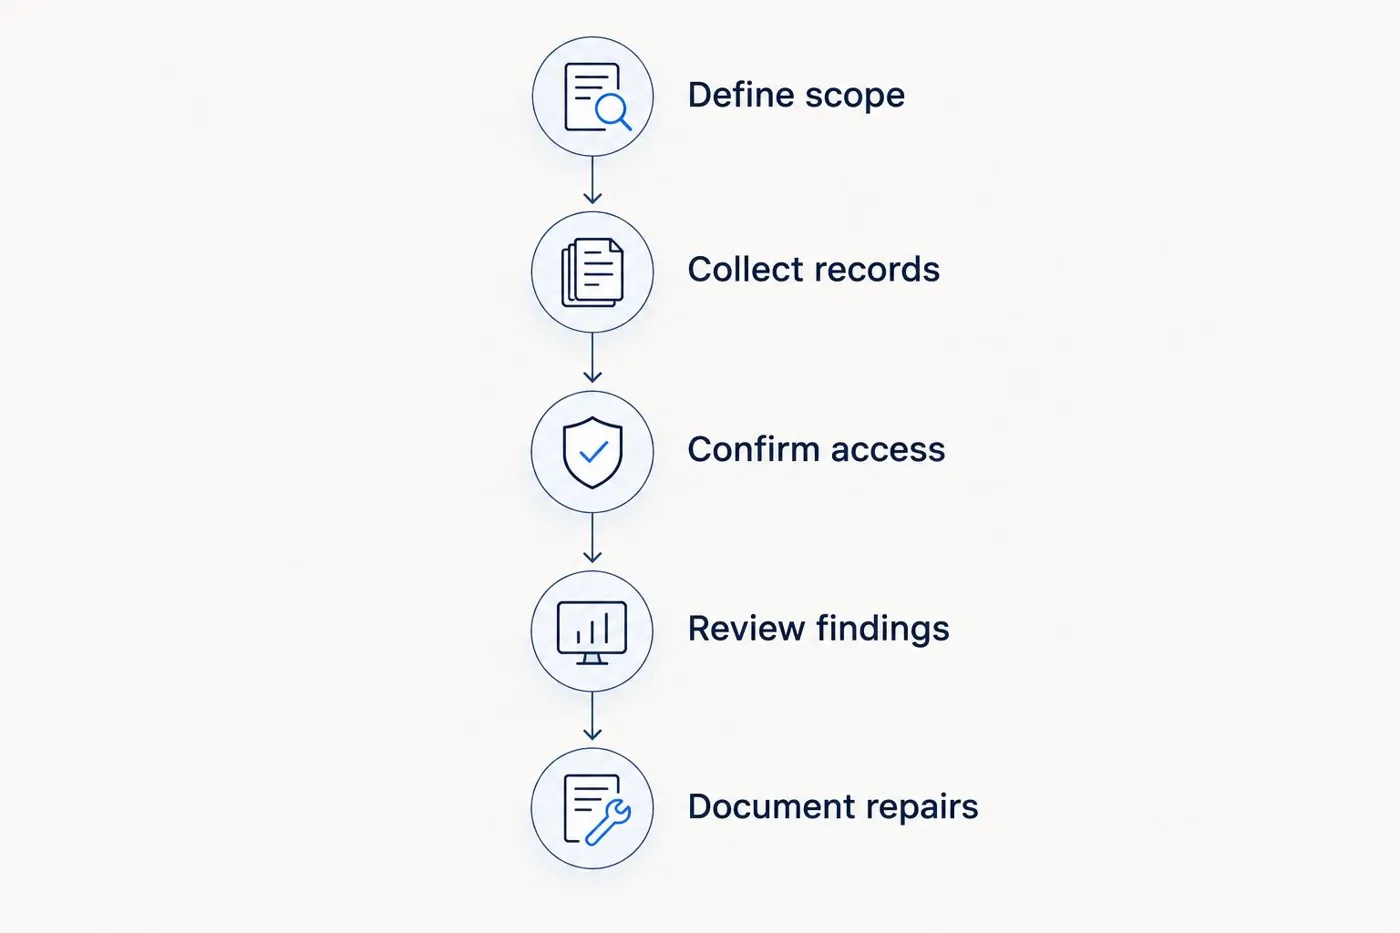 Define scope
Collect records
Confirm access
Review findings
Document repairs